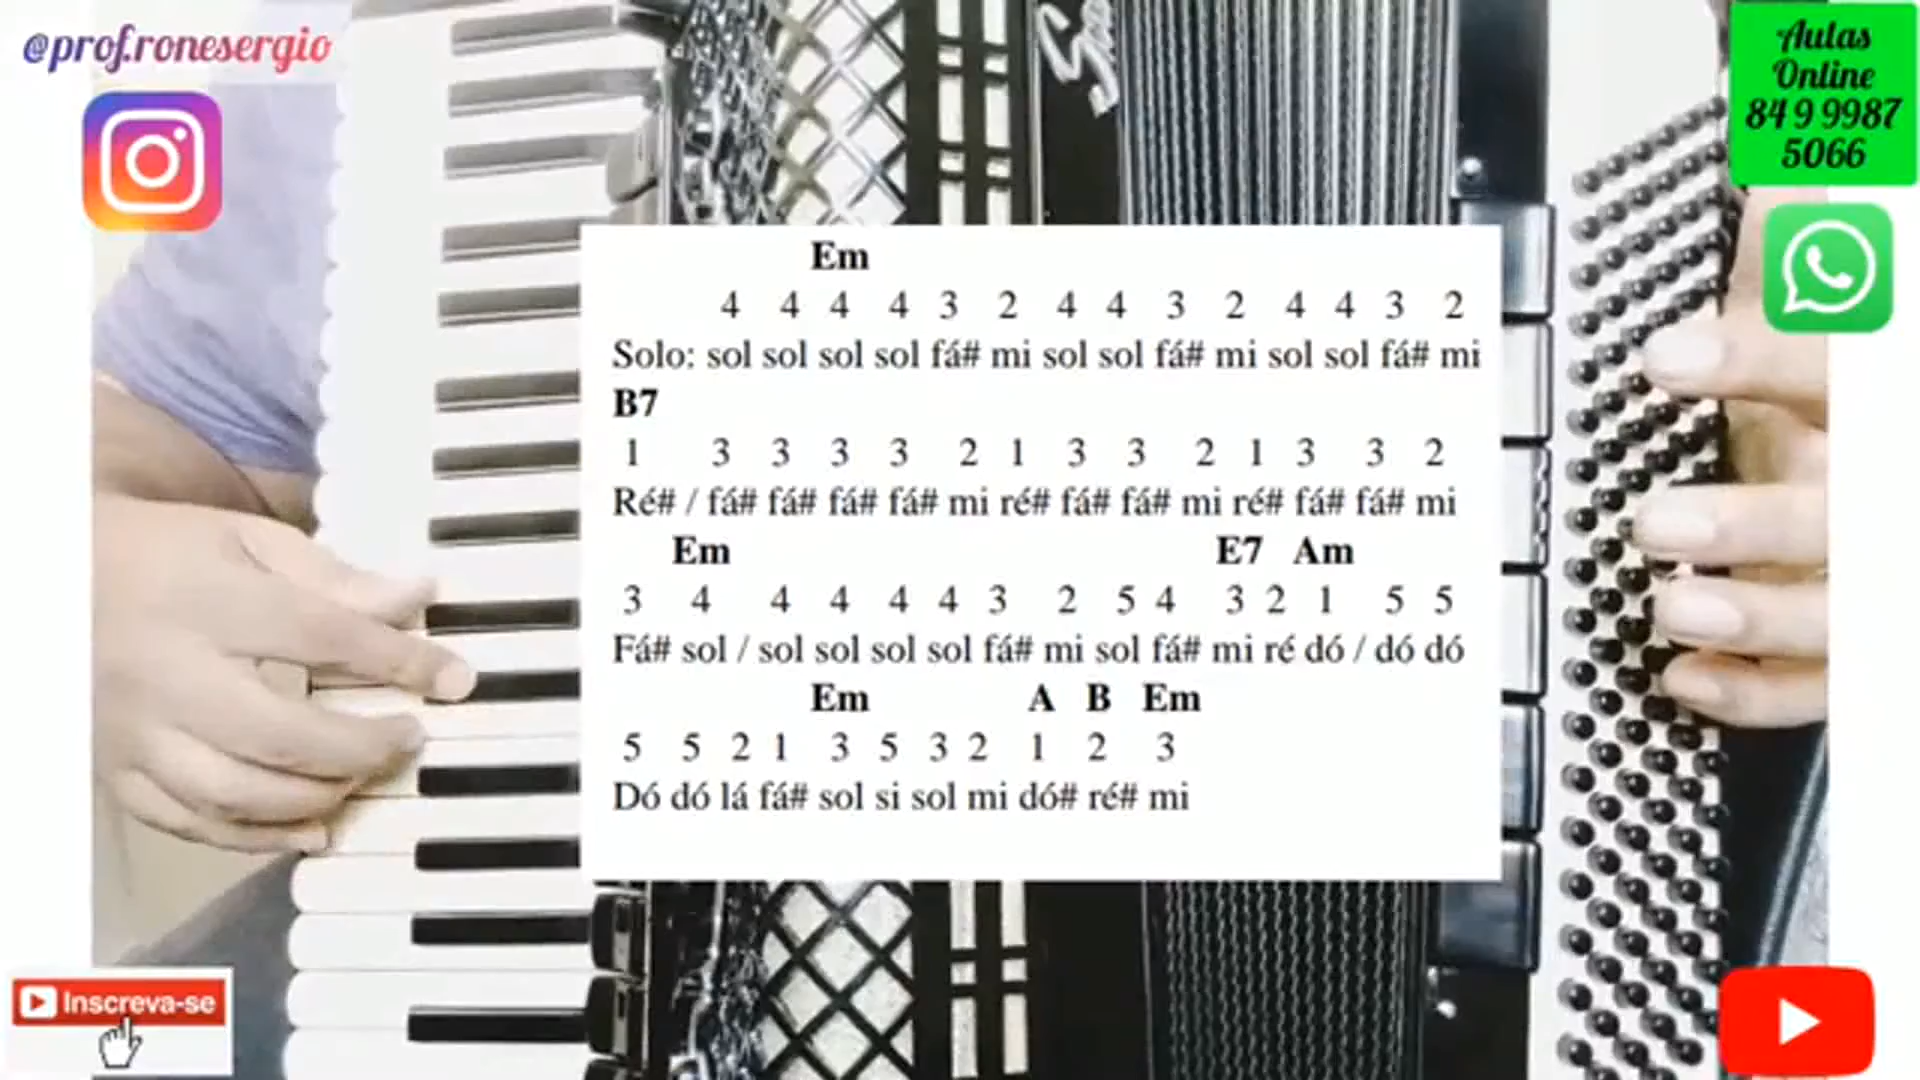 @prof.ronesergio
Aulas
Online
84 9 9987
5066
Em
4 4 4 4 3 2 4 4 3 2 4 4 3 2
Solo: sol sol sol sol fá# mi sol sol fá# mi sol sol fá# mi
B7
1 3 3 3 3 2 1 3 3 2 1 3 3 2
Ré# / fá# fá# fá# fá# mi ré# fá# fá# mi ré# fá# fá# mi
Em E7 Am
3 4 4 4 4 4 3 2 5 4 3 2 1 5 5
Fá# sol / sol sol sol sol fá# mi sol fá# mi ré dó / dó dó
Em A B Em
5 5 2 1 3 5 3 2 1 2 3
Dó dó lá fá# sol si sol mi dó# ré# mi
Inscreva-se